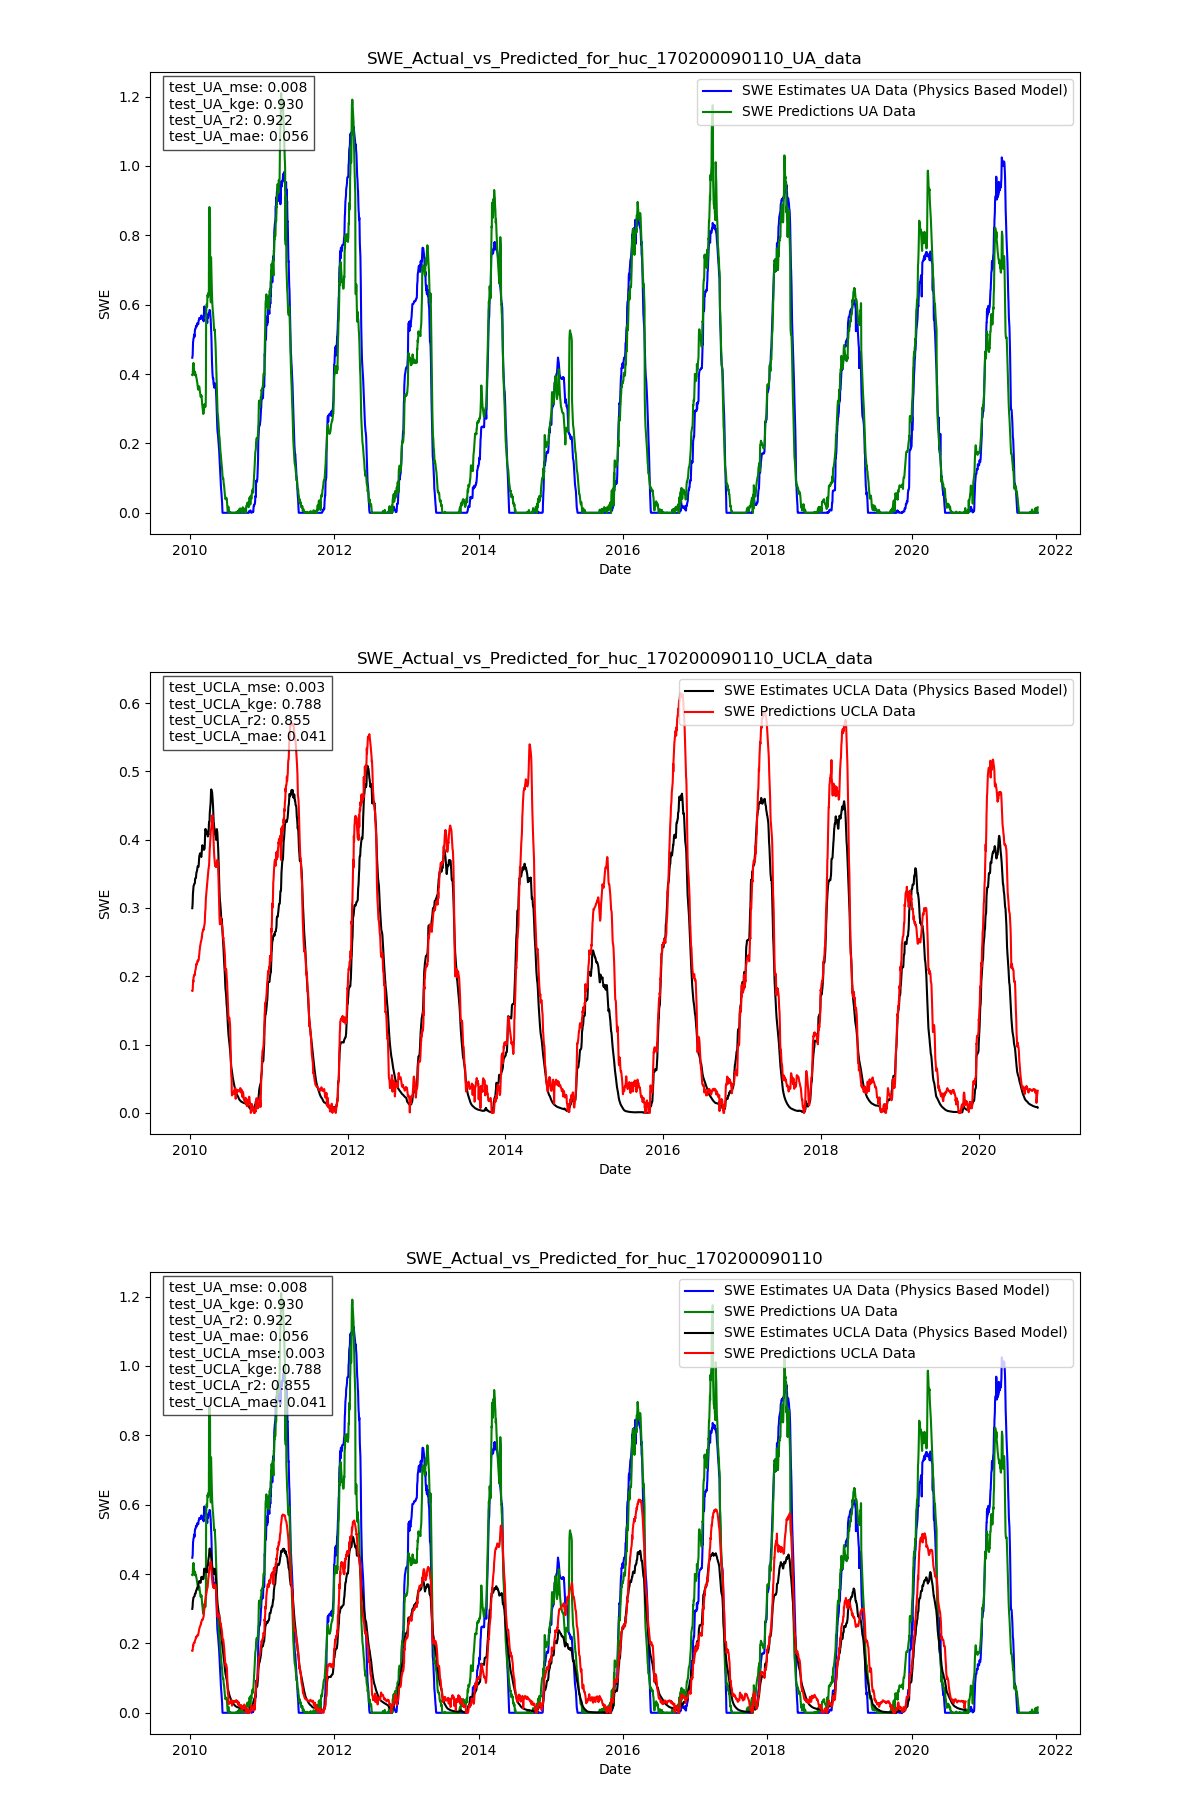 SWE_Actual_vs_Predicted_for_huc_170200090110_UA_data
test_UA_mse: 0.008
test_UA_kge: 0.930
test_UA_r2: 0.922
test_UA_mae: 0.056
SWE Estimates UA Data (Physics Based Model)
SWE Predictions UA Data
1.2
1.0
0.8
0.6
0.4
0.2
0.0
SWE
2010 2012 2014 2016 2018 2020 2022
Date
SWE_Actual_vs_Predicted_for_huc_170200090110_UCLA_data
test_UCLA_mse: 0.003
test_UCLA_kge: 0.788
test_UCLA_r2: 0.855
test_UCLA_mae: 0.041
SWE Estimates UCLA Data (Physics Based Model)
SWE Predictions UCLA Data
0.6
0.5
0.4
0.3
0.2
0.1
0.0
SWE
2010 2012 2014 2016 2018 2020
Date
SWE_Actual_vs_Predicted_for_huc_170200090110
test_UA_mse: 0.008
test_UA_kge: 0.930
test_UA_r2: 0.922
test_UA_mae: 0.056
test_UCLA_mse: 0.003
test_UCLA_kge: 0.788
test_UCLA_r2: 0.855
test_UCLA_mae: 0.041
SWE Estimates UA Data (Physics Based Model)
SWE Predictions UA Data
SWE Estimates UCLA Data (Physics Based Model)
SWE Predictions UCLA Data
1.2
1.0
0.8
0.6
0.4
0.2
0.0
SWE
2010 2012 2014 2016 2018 2020 2022
Date